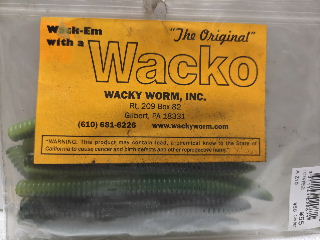 Wack-Em
with a
"The Original"
Wacko
WACKY WORM, INC.
Rt. 209 Box 82
Gilbert, PA 18331
(610) 681-6226 www.wackyworm.com
"WARNING: This product may contain lead, a chemical know to the State of
California to cause cancer and birth defects and other reproductive harm."